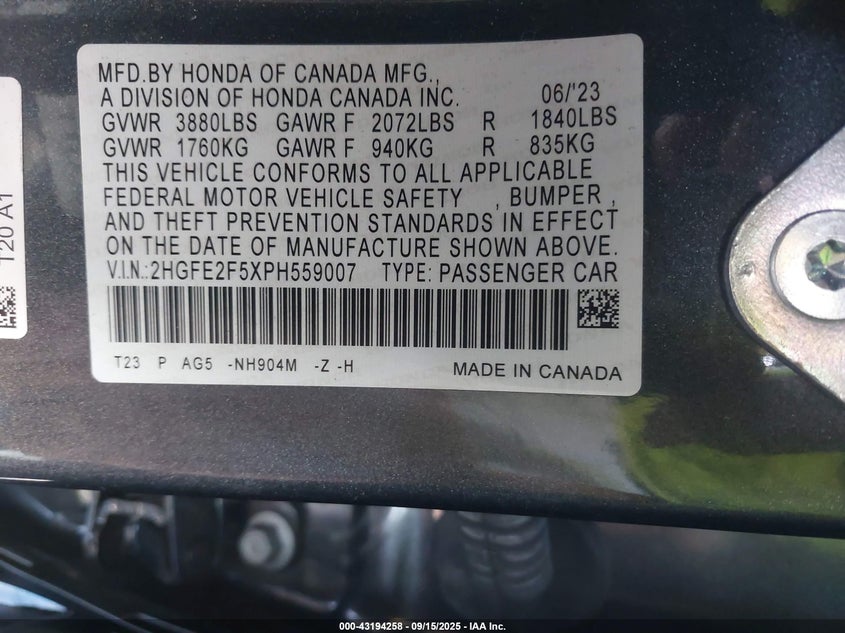 MFD.BY HONDA OF CANADA MFG.,
A DIVISION OF HONDA CANADA INC. 06/'23
GVWR 3880LBS GAWR F 2072LBS R 1840LBS
GVWR 1760KG GAWR F 940KG R 835KG
THIS VEHICLE CONFORMS TO ALL APPLICABLE
FEDERAL MOTOR VEHICLE SAFETY , BUMPER ,
AND THEFT PREVENTION STANDARDS IN EFFECT
ON THE DATE OF MANUFACTURE SHOWN ABOVE.
V.I.N.:2HGFE2F5XPH559007 TYPE: PASSENGER CAR
T23 P AG5 -NH904M -Z -H MADE IN CANADA
T20 A1
000-43194258 - 09/15/2025 - IAA Inc.